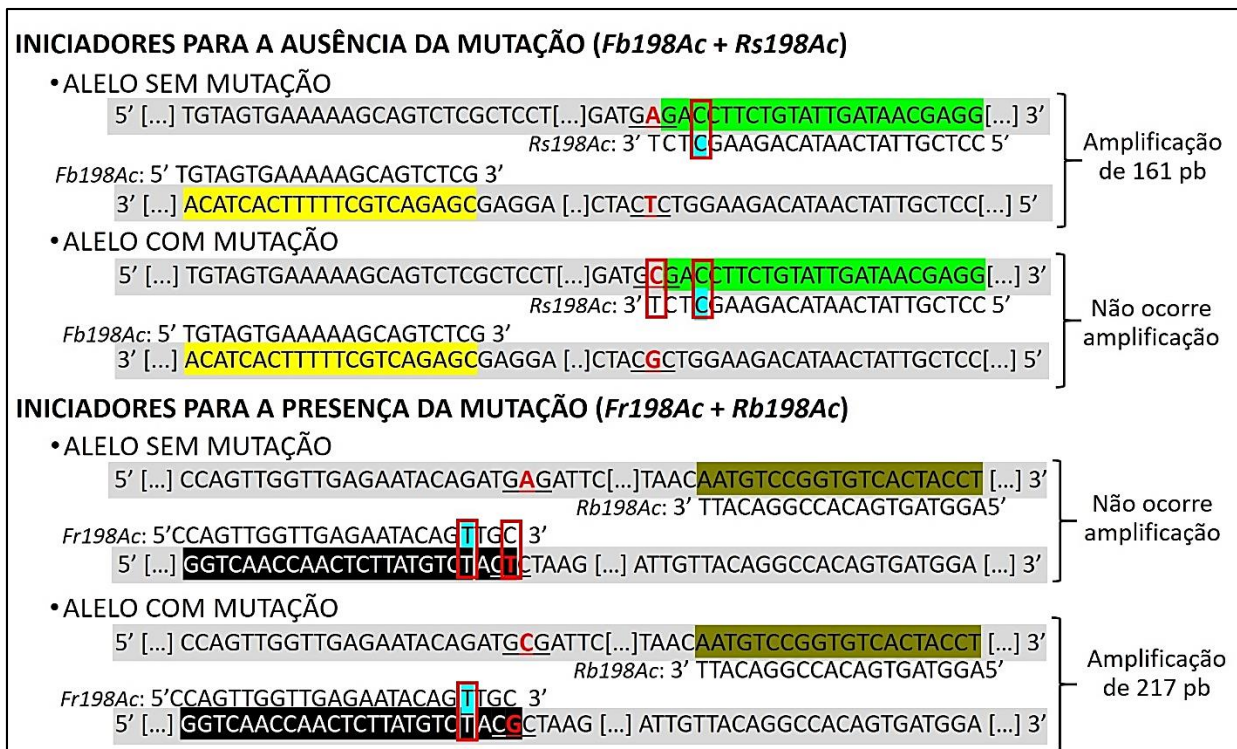 INICIADORES PARA A AUSÊNCIA DA MUTAÇÃO (Fb198Ac + Rs198Ac)
•ALELO SEM MUTAÇÃO
5’ [...] TGTAGTGAAAAAGCAGTCTCGCTCCT[...]GATGAGACCTTCTGTATTGATAACGAGG[...] 3’
Rs198Ac: 3’ TCTCGAAGACATAACTATTGCTCC 5’
Fb198Ac: 5’ TGTAGTGAAAAAGCAGTCTCG 3’
3’ [...] ACATCACTTTTTCGTCAGAGCGAGGA [..]CTACTCTGGAAGACATAACTATTGCTCC[...] 5’
Amplificação
de 161 pb
•ALELO COM MUTAÇÃO
5’ [...] TGTAGTGAAAAAGCAGTCTCGCTCCT[...]GATGCGACCTTCTGTATTGATAACGAGG[...] 3’
Rs198Ac: 3’ TCTCGAAGACATAACTATTGCTCC 5’
Fb198Ac: 5’ TGTAGTGAAAAAGCAGTCTCG 3’
3’ [...] ACATCACTTTTTCGTCAGAGCGAGGA [..]CTACGCTGGAAGACATAACTATTGCTCC[...] 5’
Não ocorre
amplificação
INICIADORES PARA A PRESENÇA DA MUTAÇÃO (Fr198Ac + Rb198Ac)
•ALELO SEM MUTAÇÃO
5’ [...] CCAGTTGGTTGAGAATACAGATGAGATTC[...]TAACAATGTCCGGTGTCACTACCT [...] 3’
Rb198Ac: 3’ TTACAGGCCACAGTGATGGA5’
Fr198Ac: 5’CCAGTTGGTTGAGAATACAGTTGC 3’
5’ [...] GGTCAACCAACTCTTATGTCTACTCTAAG [...] ATTGTTACAGGCCACAGTGATGGA [...] 3’
Não ocorre
amplificação
•ALELO COM MUTAÇÃO
5’ [...] CCAGTTGGTTGAGAATACAGATGCGATTC[...]TAACAATGTCCGGTGTCACTACCT [...] 3’
Rb198Ac: 3’ TTACAGGCCACAGTGATGGA5’
Fr198Ac: 5’CCAGTTGGTTGAGAATACAGTTGC 3’
5’ [...] GGTCAACCAACTCTTATGTCTACGCTAAG [...] ATTGTTACAGGCCACAGTGATGGA [...] 3’
Amplificação
de 217 pb